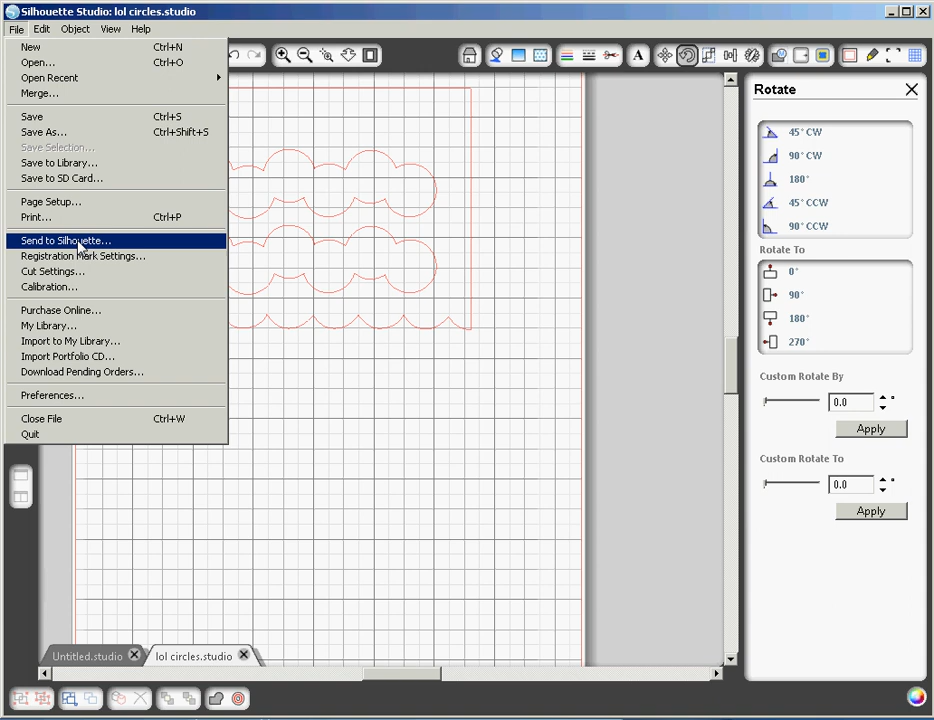 Silhouette Studio: lol circles.studio
File Edit Object View Help
New Ctrl+N
Open... Ctrl+O
Open Recent
Merge...
Save Ctrl+S
Save As... Ctrl+Shift+S
Save Selection...
Save to Library...
Save to SD Card...
Page Setup...
Print... Ctrl+P
Send to Silhouette...
Registration Mark Settings...
Cut Settings...
Calibration...
Purchase Online...
My Library...
Import to My Library...
Import Portfolio CD...
Download Pending Orders...
Preferences...
Close File Ctrl+W
Quit
A
Rotate
45° CW
90° CW
180°
45° CCW
90° CCW
Rotate To
0°
90°
180°
270°
Custom Rotate By
0.0 °
Apply
Custom Rotate To
0.0 °
Apply
Untitled.studio
lol circles.studio